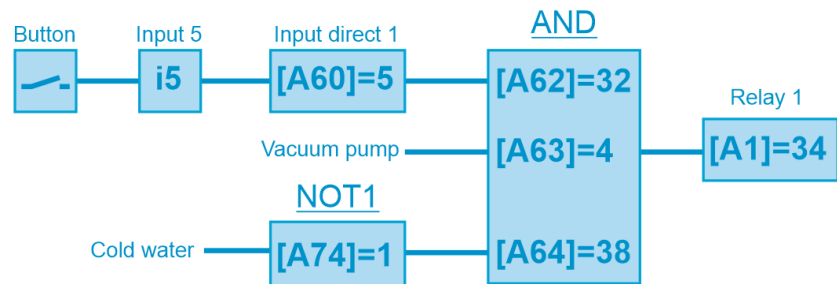 AND
Button
Input 5
Input direct 1
i5
[A60]=5
[A62]=32
Relay 1
Vacuum pump
[A63]=4
[A1]=34
NOT1
Cold water
[A74]=1
[A64]=38